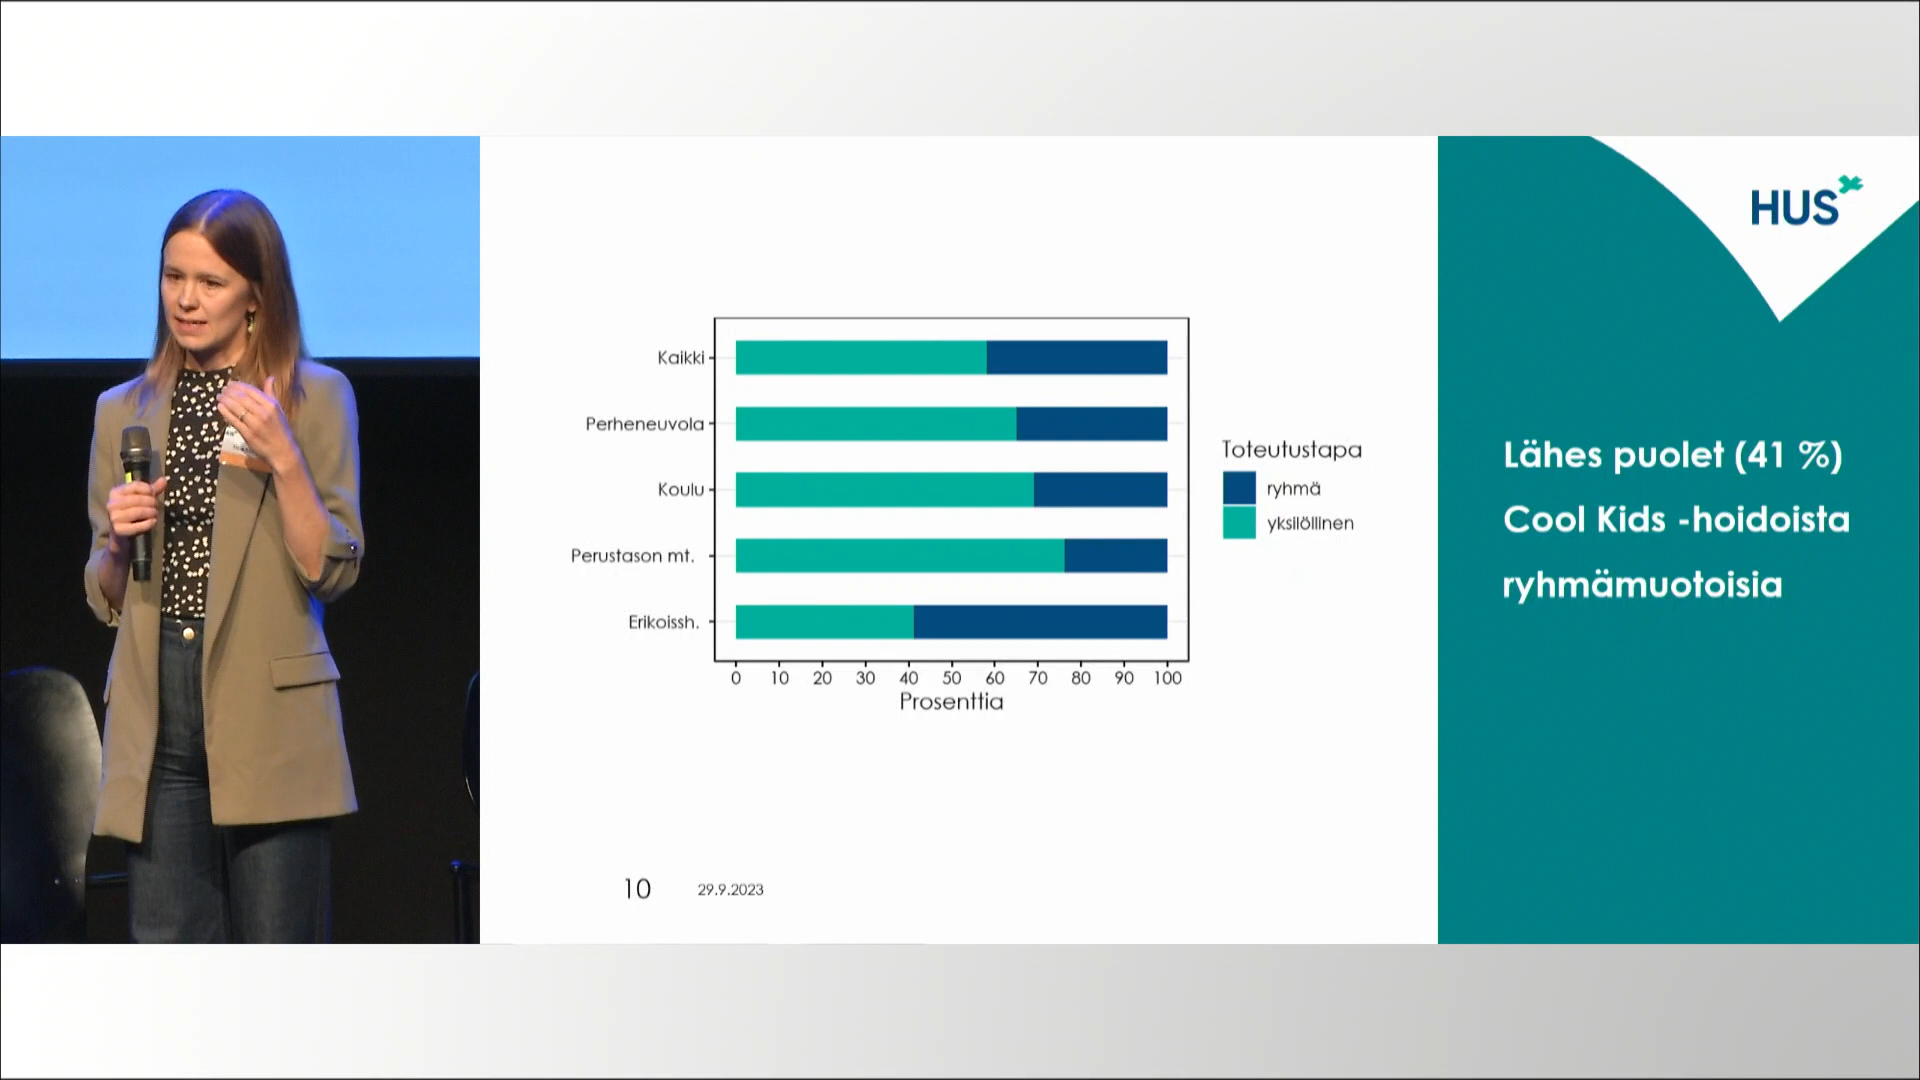 Kaikki
Perheneuvola
Koulu
Perustason mt.
Erikoissh.
0 10 20 30 40 50 60 70 80 90 100
Prosenttia
Toteutustapa
ryhmä
yksilöllinen
10 29.9.2023
HUS
Lähes puolet (41 %)
Cool Kids -hoidoista
ryhmämuotoisia